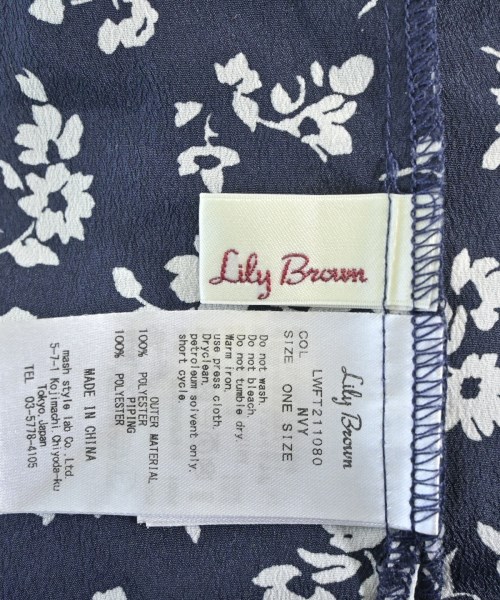 Lily Brown
Lily Brown
LWFT211080
COL NVY
SIZE ONE SIZE
Do not wash.
Do not bleach.
Do not tumble dry.
Warm iron.
use press cloth.
Dryclean.
petroleum solvent only.
short cycle.
OUTER MATERIAL
100% POLYESTER
PIPING
100% POLYESTER
MADE IN CHINA
mash style lab Co.,Ltd.
5-7-1 Kojimachi,Chiyoda-ku
Tokyo,Japan
TEL 03-5778-4105